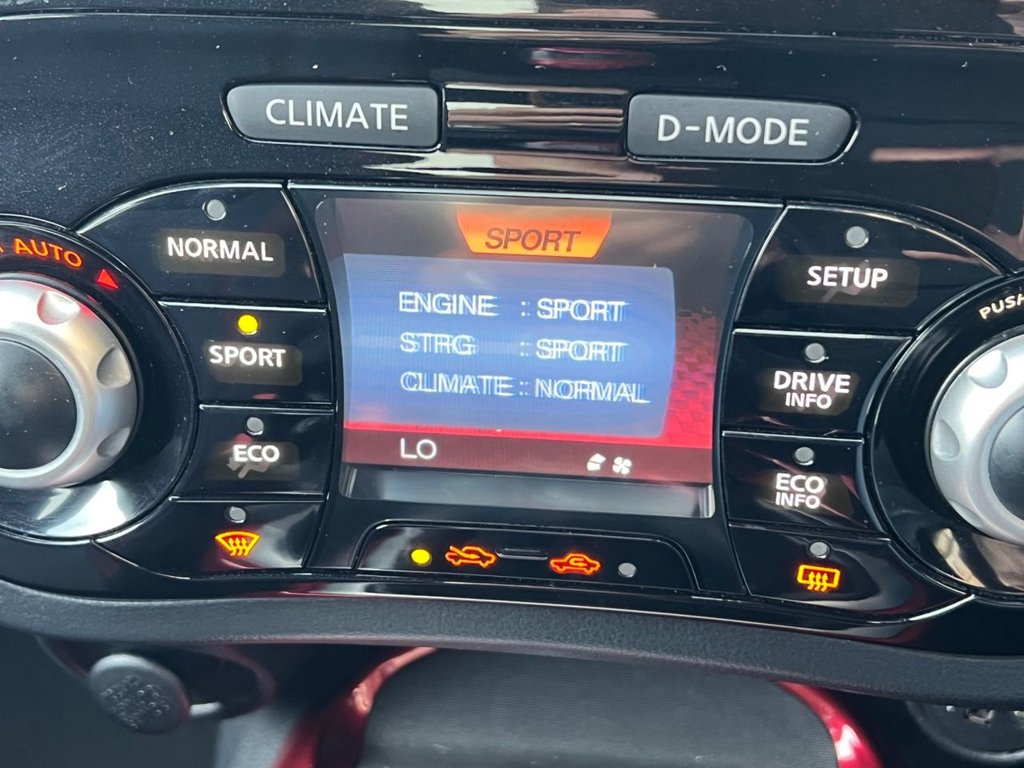 CLIMATE
D-MODE
AUTO
NORMAL
SPORT
ECO
SPORT
ENGINE : SPORT
STRG : SPORT
CLIMATE : NORMAL
LO
SETUP
DRIVE
INFO
ECO
INFO
PUSH